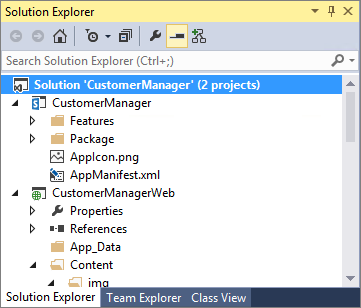 Solution Explorer
Search Solution Explorer (Ctrl+;)
Solution 'CustomerManager' (2 projects)
CustomerManager
Features
Package
AppIcon.png
AppManifest.xml
CustomerManagerWeb
Properties
References
App_Data
Content
img
Solution Explorer Team Explorer Class View